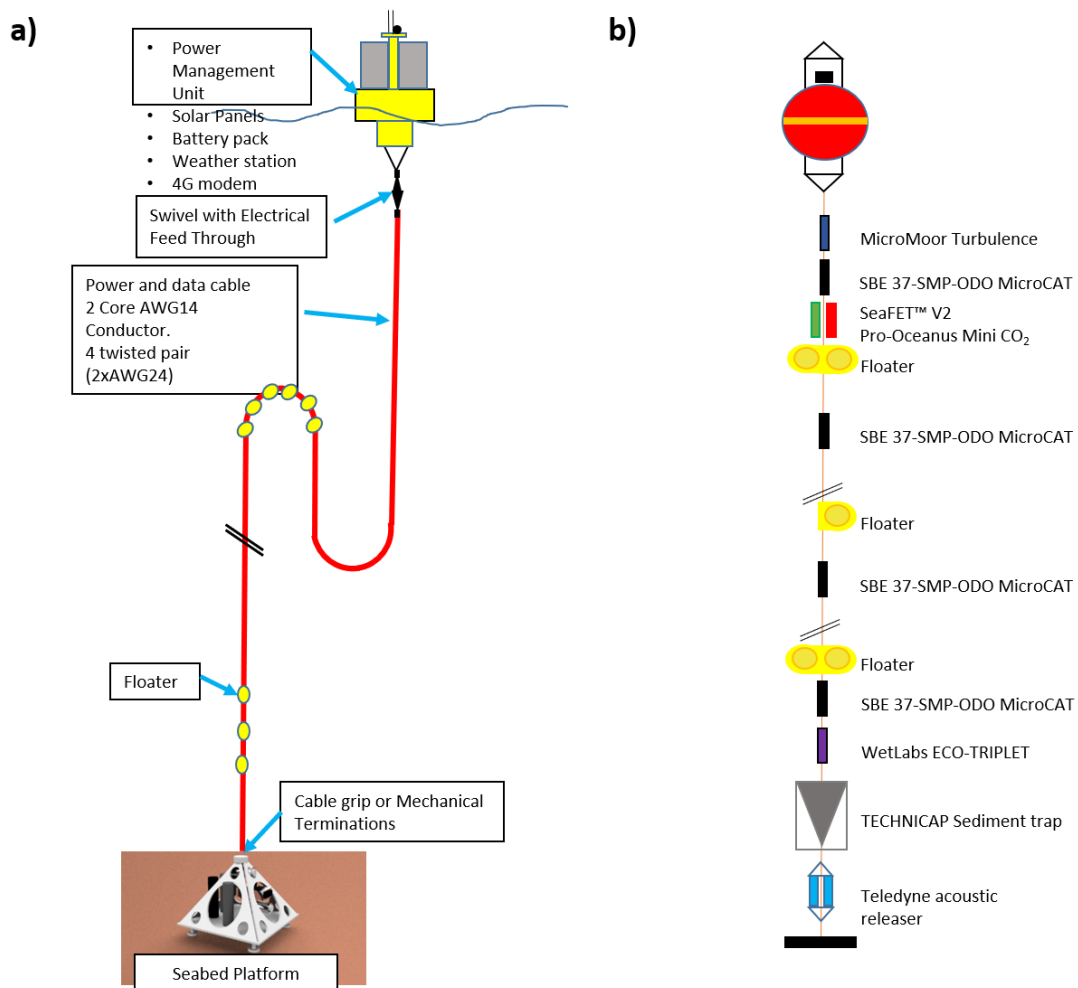 a)
• Power
Management
Unit
• Solar Panels
• Battery pack
• Weather station
• 4G modem
Swivel with Electrical
Feed Through
Power and data cable
2 Core AWG14
Conductor.
4 twisted pair
(2xAWG24)
Floater
Cable grip or Mechanical
Terminations
Seabed Platform
b)
MicroMoor Turbulence
SBE 37-SMP-ODO MicroCAT
SeaFET™ V2
Pro-Oceanus Mini CO₂
Floater
SBE 37-SMP-ODO MicroCAT
Floater
SBE 37-SMP-ODO MicroCAT
Floater
SBE 37-SMP-ODO MicroCAT
WetLabs ECO-TRIPLET
TECHNICAP Sediment trap
Teledyne acoustic
releaser